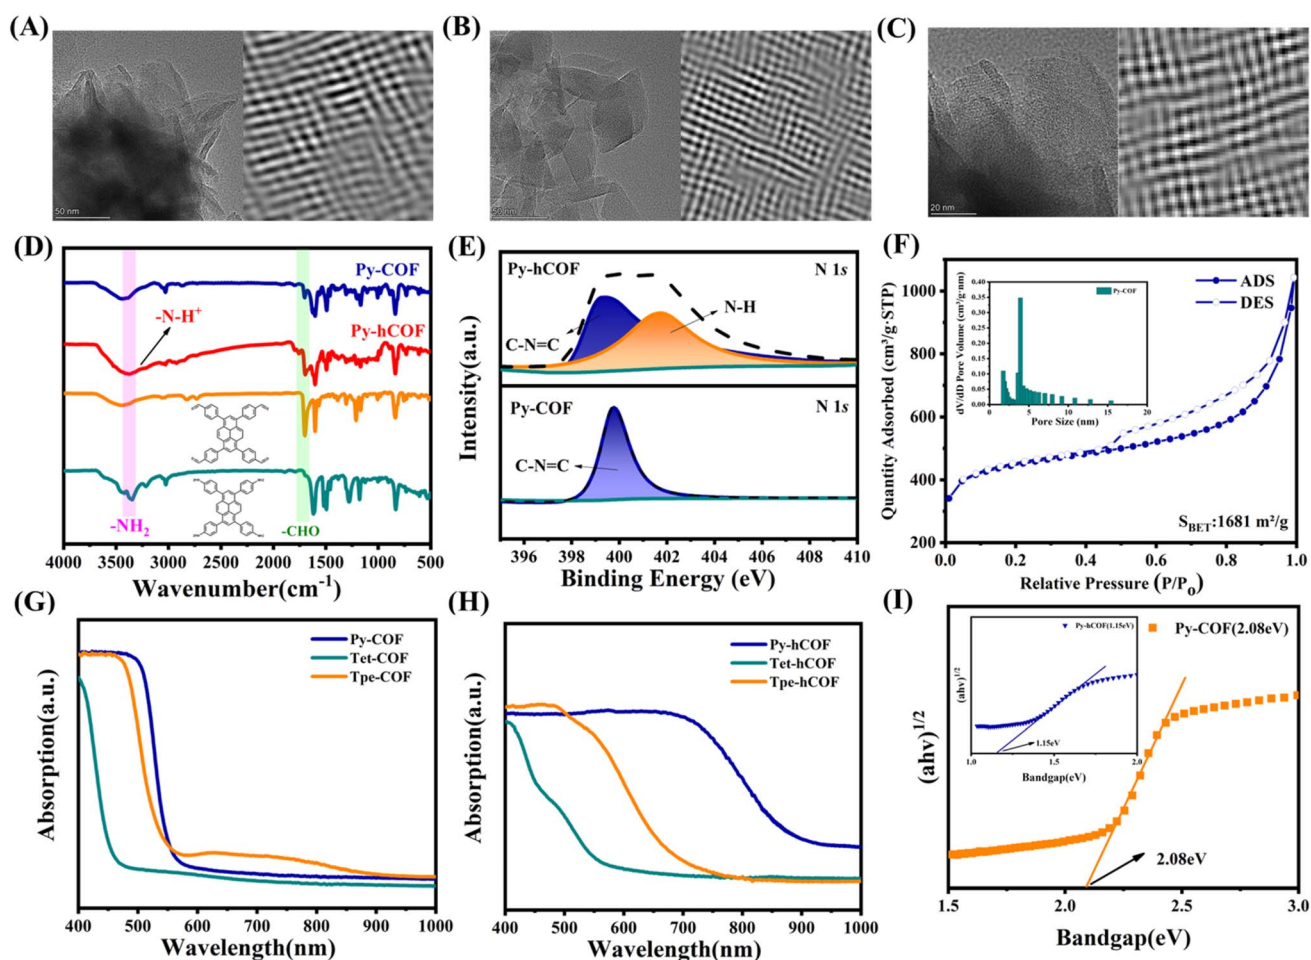 (A)
50 nm
(B)
50 nm
(C)
20 nm
(D)
Py-COF
-N-H⁺
Py-hCOF
-NH₂
-CHO
4000 3500 3000 2500 2000 1500 1000 500
Wavenumber(cm⁻¹)
(E)
Intensity(a.u.)
Py-hCOF
N 1s
N-H
C-N=C
Py-COF
N 1s
C-N=C
396 398 400 402 404 406 408 410
Binding Energy (eV)
(F)
Quantity Adsorbed (cm³/g·STP)
1000
800
600
400
200
ADS
DES
dV/dD Pore Volume (cm³/g·nm)
0.40
0.35
0.30
0.25
0.20
0.15
0.10
0.05
0.00
Py-COF
0 5 10 15 20
Pore Size (nm)
S_BET:1681 m²/g
0.0 0.2 0.4 0.6 0.8 1.0
Relative Pressure (P/P₀)
(G)
Absorption(a.u.)
Py-COF
Tet-COF
Tpe-COF
400 500 600 700 800 900 1000
Wavelength(nm)
(H)
Absorption(a.u.)
Py-hCOF
Tet-hCOF
Tpe-hCOF
400 500 600 700 800 900 1000
Wavelength(nm)
(I)
(ahv)^1/2
Py-COF(2.08eV)
Py-hCOF(1.15eV)
(ahv)^1/2
1.15eV
1.0 1.5 2.0
Bandgap(eV)
2.08eV
1.5 2.0 2.5 3.0
Bandgap(eV)